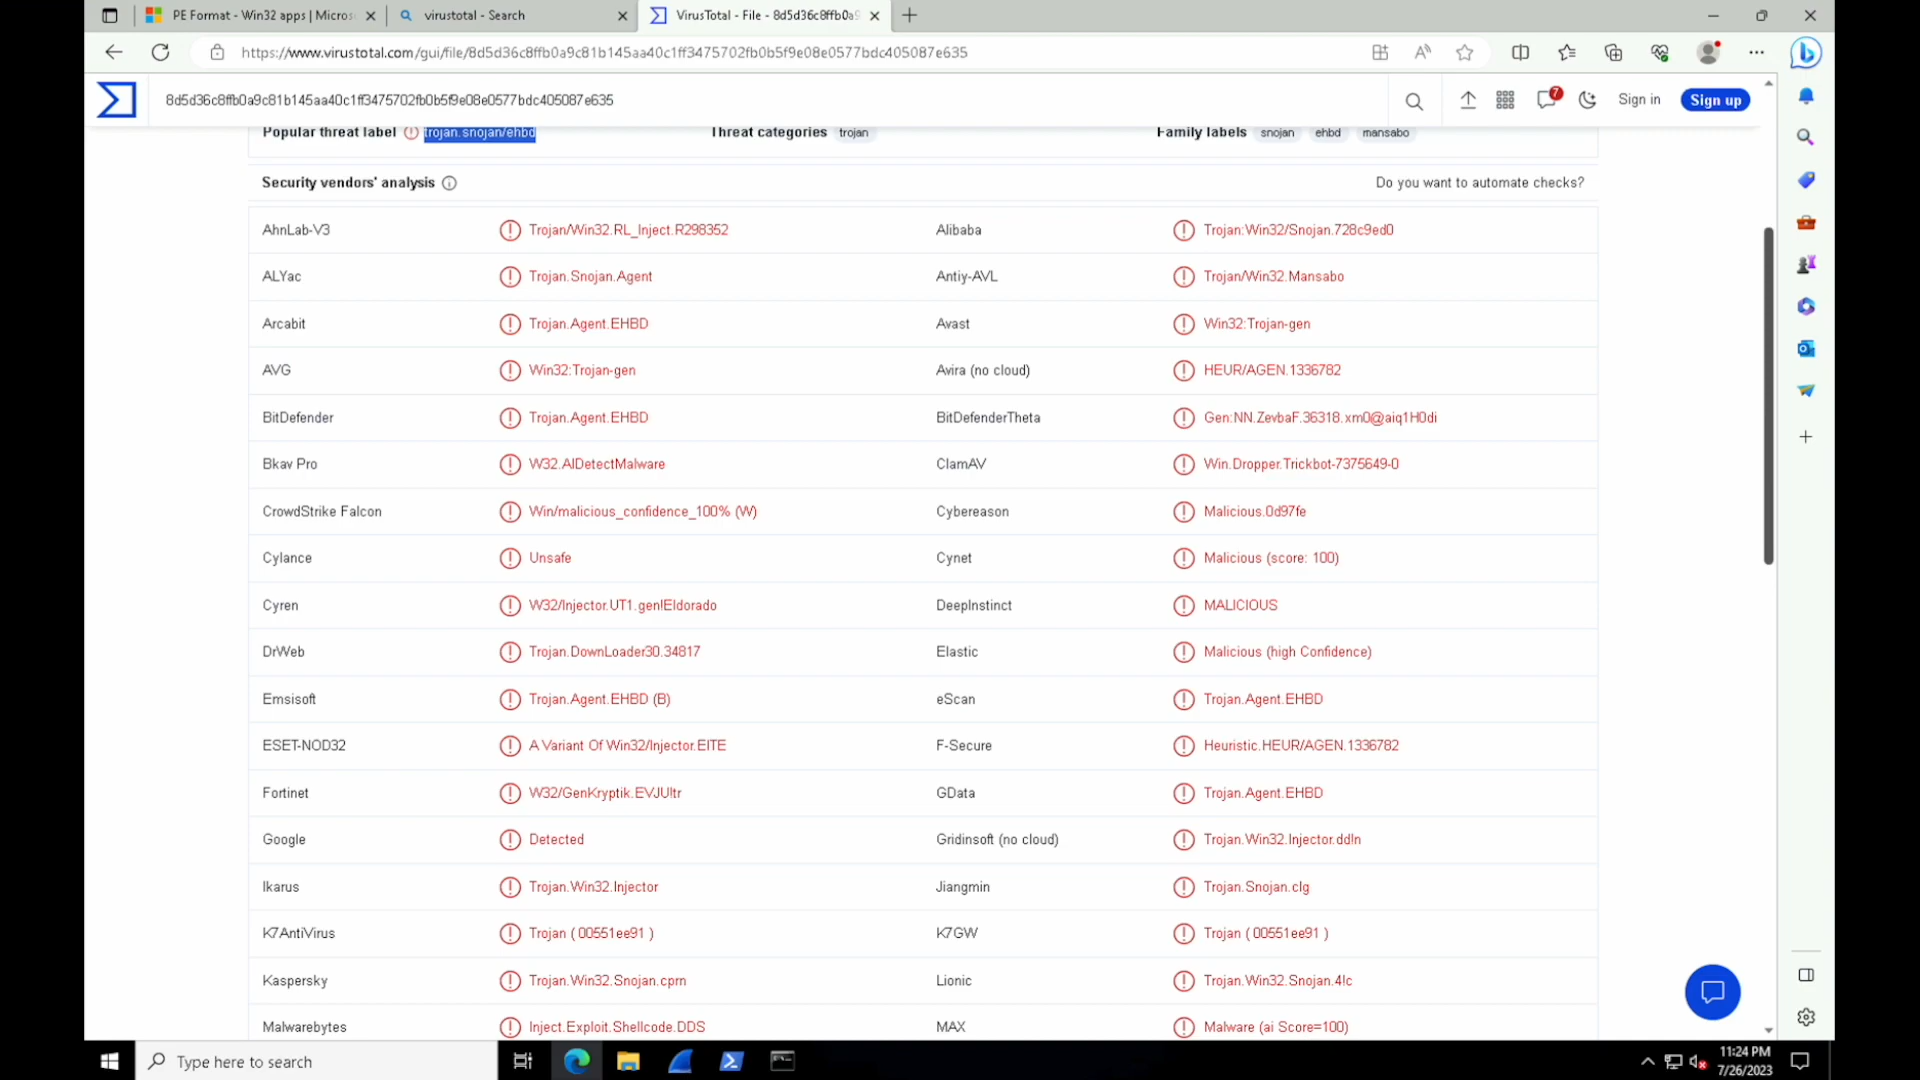 PE Format - Win32 apps | Micros
virustotal - Search
VirusTotal - File - 8d5d36c8ffb0a9
https://www.virustotal.com/gui/file/8d5d36c8ffb0a9c81b145aa40c1ff3475702fb0b5f9e08e0577bdc405087e635
8d5d36c8ffb0a9c81b145aa40c1ff3475702fb0b5f9e08e0577bdc405087e635
7
Sign in
Sign up
Popular threat label trojan.snojan/ehbd Threat categories trojan Family labels snojan ehbd mansabo
Security vendors' analysis Do you want to automate checks?
AhnLab-V3 Trojan/Win32.RL_Inject.R298352 Alibaba Trojan:Win32/Snojan.728c9ed0
ALYac Trojan.Snojan.Agent Antiy-AVL Trojan/Win32.Mansabo
Arcabit Trojan.Agent.EHBD Avast Win32:Trojan-gen
AVG Win32:Trojan-gen Avira (no cloud) HEUR/AGEN.1336782
BitDefender Trojan.Agent.EHBD BitDefenderTheta Gen:NN.ZevbaF.36318.xm0@aiq1H0di
Bkav Pro W32.AIDetectMalware ClamAV Win.Dropper.Trickbot-7375649-0
CrowdStrike Falcon Win/malicious_confidence_100% (W) Cybereason Malicious.0d97fe
Cylance Unsafe Cynet Malicious (score: 100)
Cyren W32/Injector.UT1.gen!Eldorado DeepInstinct MALICIOUS
DrWeb Trojan.DownLoader30.34817 Elastic Malicious (high Confidence)
Emsisoft Trojan.Agent.EHBD (B) eScan Trojan.Agent.EHBD
ESET-NOD32 A Variant Of Win32/Injector.EITE F-Secure Heuristic.HEUR/AGEN.1336782
Fortinet W32/GenKryptik.EVJU!tr GData Trojan.Agent.EHBD
Google Detected Gridinsoft (no cloud) Trojan.Win32.Injector.dd!n
Ikarus Trojan.Win32.Injector Jiangmin Trojan.Snojan.clg
K7AntiVirus Trojan ( 00551ee91 ) K7GW Trojan ( 00551ee91 )
Kaspersky Trojan.Win32.Snojan.cprn Lionic Trojan.Win32.Snojan.4!c
Malwarebytes Inject.Exploit.Shellcode.DDS MAX Malware (ai Score=100)
Type here to search
11:24 PM
7/26/2023